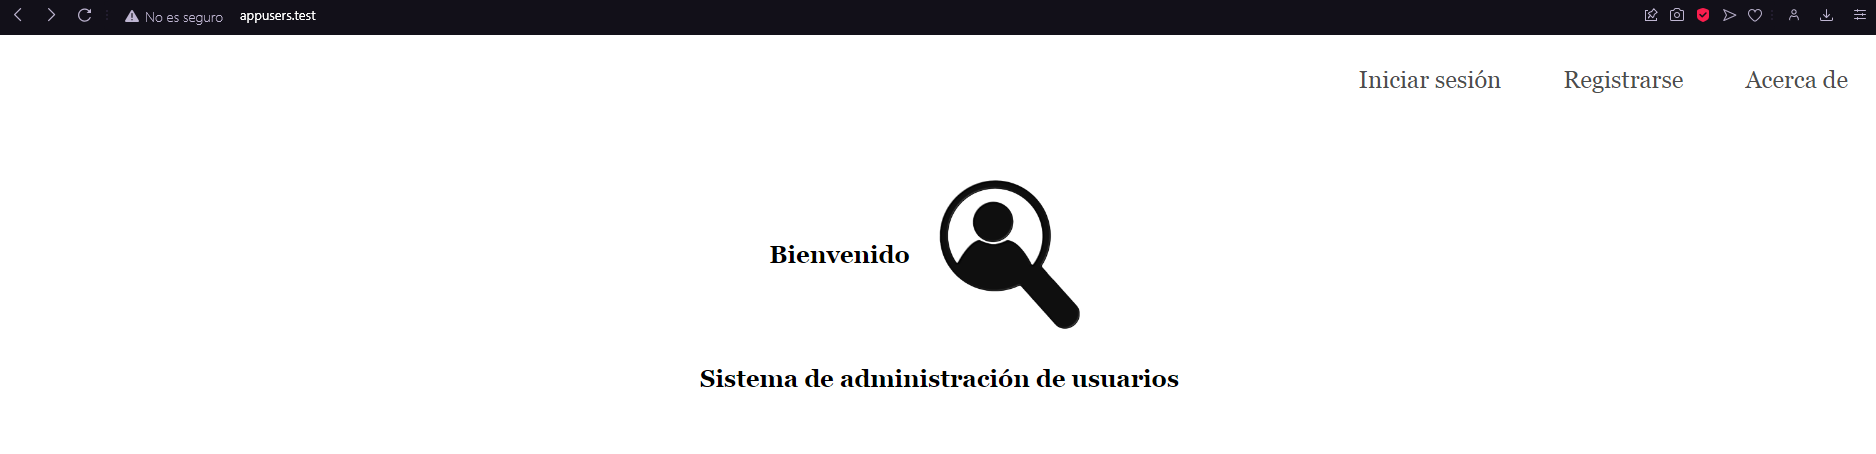 No es seguro appusers.test
Iniciar sesión Registrarse Acerca de
Bienvenido
Sistema de administración de usuarios